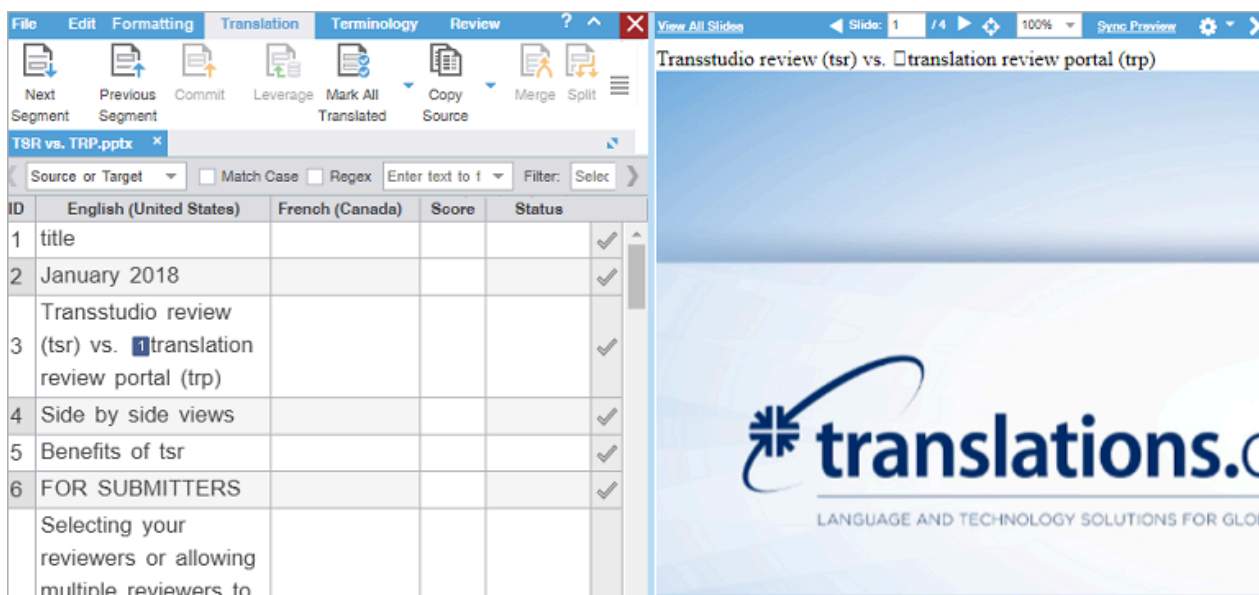 File Edit Formatting Translation Terminology Review ?
Next Segment
Previous Segment
Commit
Leverage
Mark All Translated
Copy Source
Merge
Split
TSR vs. TRP.pptx ×
Source or Target Match Case Regex Enter text to f Filter: Selec
ID English (United States) French (Canada) Score Status
1 title
2 January 2018
Transstudio review
3 (tsr) vs. 1translation
review portal (trp)
4 Side by side views
5 Benefits of tsr
6 FOR SUBMITTERS
Selecting your
reviewers or allowing
multiple reviewers to
View All Slides Slide: 1 /4 100% Sync Preview
Transstudio review (tsr) vs. □translation review portal (trp)
translations.c
LANGUAGE AND TECHNOLOGY SOLUTIONS FOR GLO